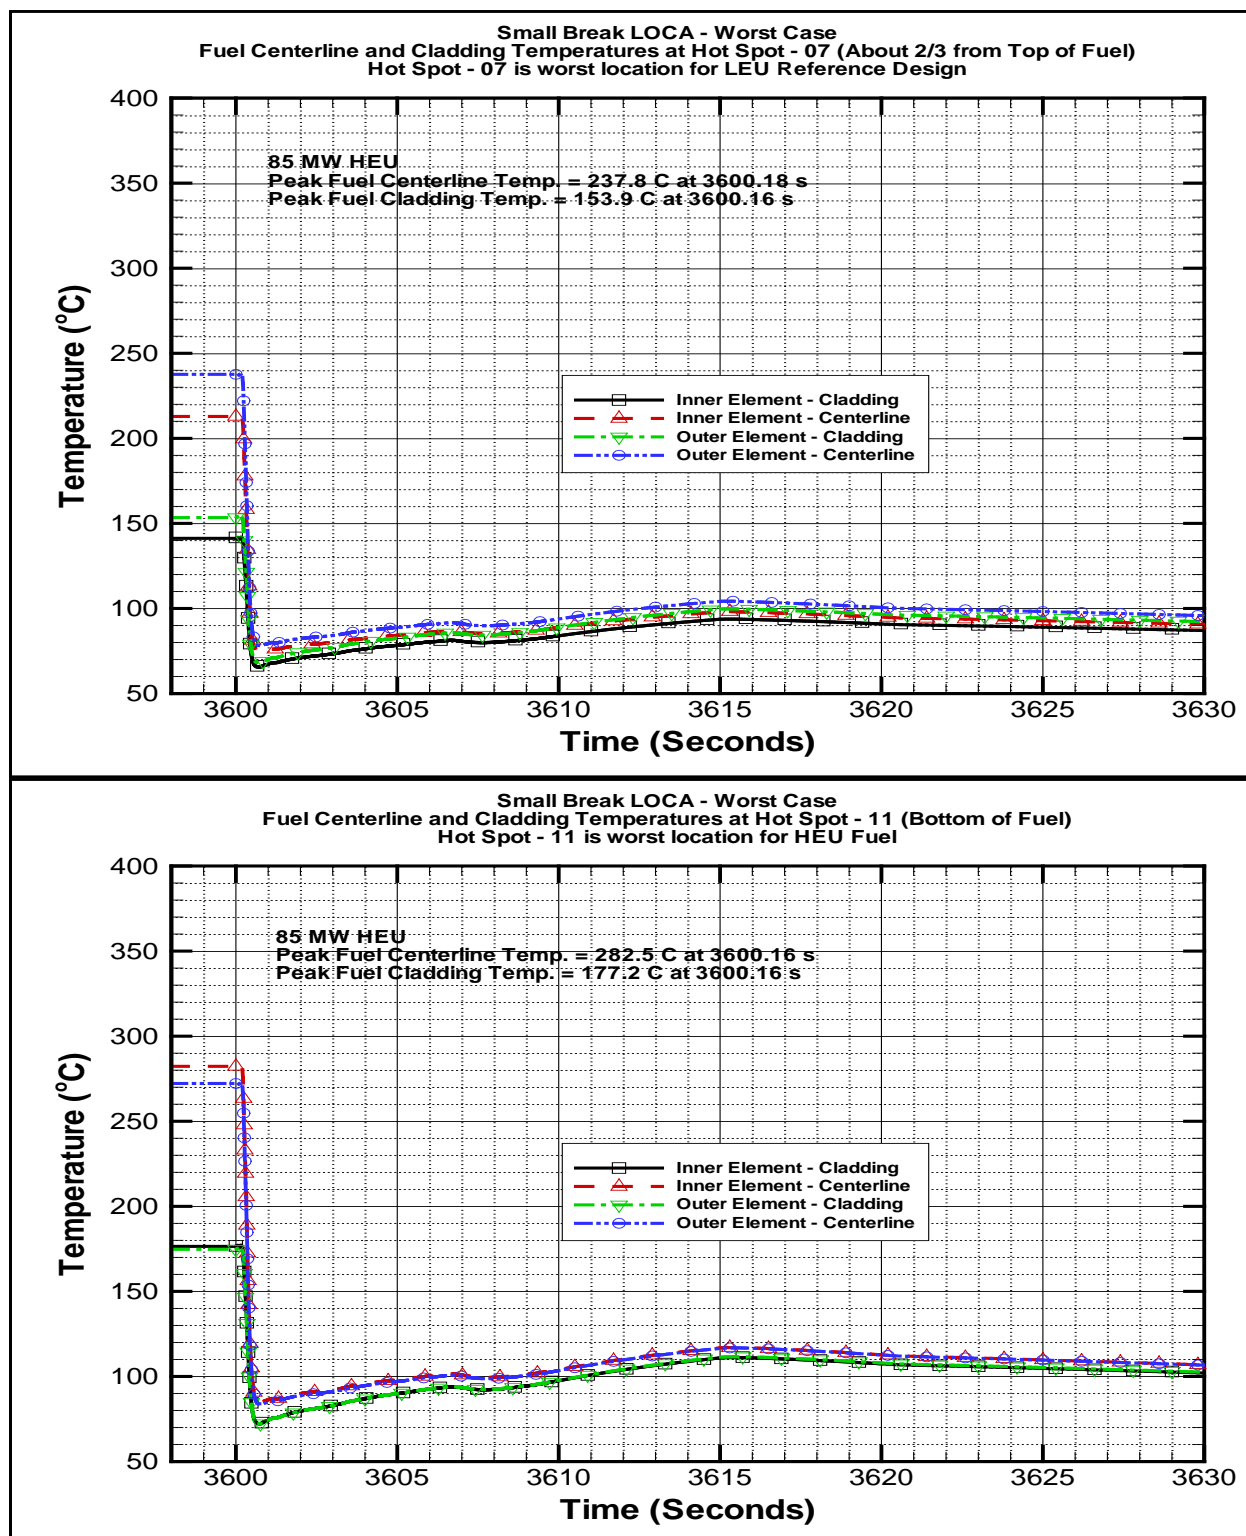 Small Break LOCA - Worst Case
Fuel Centerline and Cladding Temperatures at Hot Spot - 07 (About 2/3 from Top of Fuel)
Hot Spot - 07 is worst location for LEU Reference Design
400
350
300
250
200
150
100
50
Temperature (°C)
85 MW HEU
Peak Fuel Centerline Temp. = 237.8 C at 3600.18 s
Peak Fuel Cladding Temp. = 153.9 C at 3600.16 s
Inner Element - Cladding
Inner Element - Centerline
Outer Element - Cladding
Outer Element - Centerline
3600 3605 3610 3615 3620 3625 3630
Time (Seconds)
Small Break LOCA - Worst Case
Fuel Centerline and Cladding Temperatures at Hot Spot - 11 (Bottom of Fuel)
Hot Spot - 11 is worst location for HEU Fuel
400
350
300
250
200
150
100
50
Temperature (°C)
85 MW HEU
Peak Fuel Centerline Temp. = 282.5 C at 3600.16 s
Peak Fuel Cladding Temp. = 177.2 C at 3600.16 s
Inner Element - Cladding
Inner Element - Centerline
Outer Element - Cladding
Outer Element - Centerline
3600 3605 3610 3615 3620 3625 3630
Time (Seconds)